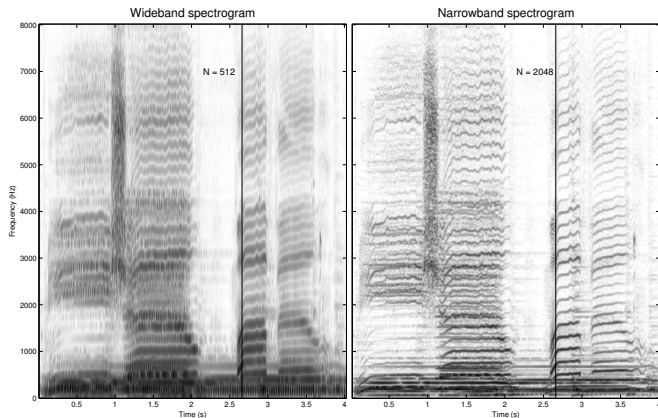 Wideband spectrogram
N = 512
Frequency (Hz)
8000
7000
6000
5000
4000
3000
2000
1000
0
0.5 1 1.5 2 2.5 3 3.5 4
Time (s)
Narrowband spectrogram
N = 2048
0.5 1 1.5 2 2.5 3 3.5 4
Time (s)